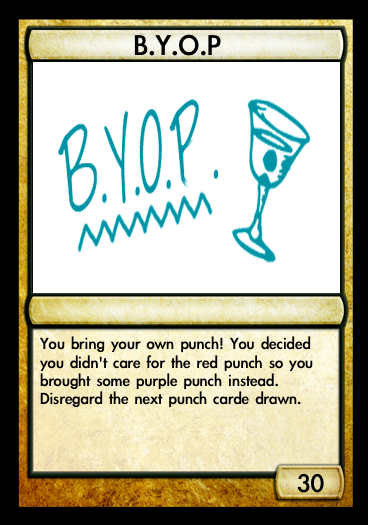 B.Y.O.P
B.Y.O.P.
You bring your own punch! You decided
you didn't care for the red punch so you
brought some purple punch instead.
Disregard the next punch carde drawn.
30